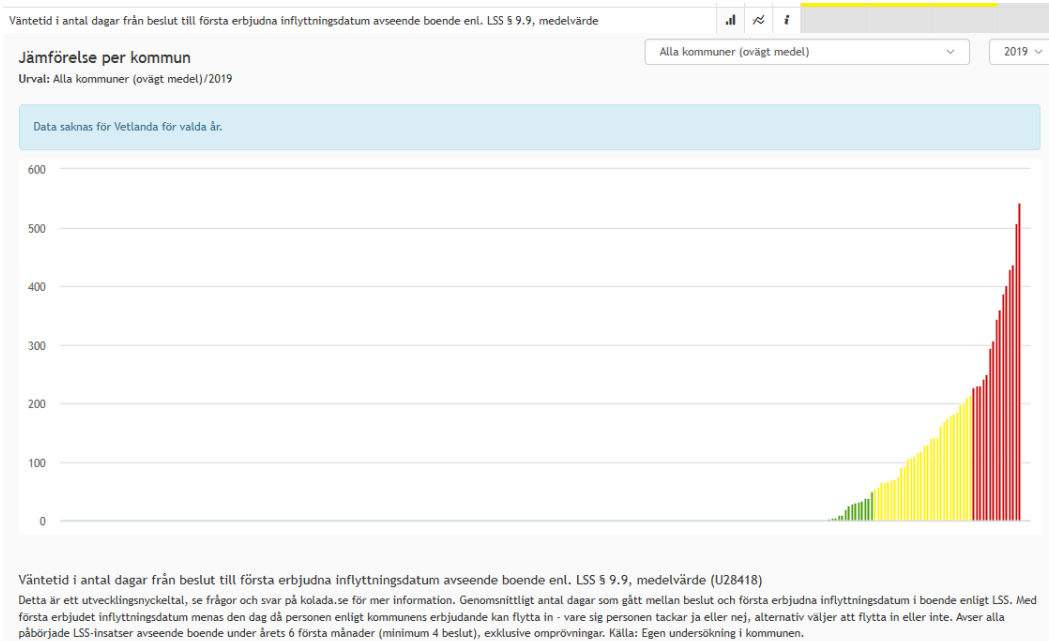 Väntetid i antal dagar från beslut till första erbjudna inflyttningsdatum avseende boende enl. LSS § 9.9, medelvärde
i
Jämförelse per kommun
Alla kommuner (ovägt medel)
2019
Urval: Alla kommuner (ovägt medel)/2019
Data saknas för Vetlanda för valda år.
600
500
400
300
200
100
0
Väntetid i antal dagar från beslut till första erbjudna inflyttningsdatum avseende boende enl. LSS § 9.9, medelvärde (U28418)
Detta är ett utvecklingsnyckeltal, se frågor och svar på kolada.se för mer information. Genomsnittligt antal dagar som gått mellan beslut och första erbjudna inflyttningsdatum i boende enligt LSS. Med
första erbjudet inflyttningsdatum menas den dag då personen enligt kommunens erbjudande kan flytta in - vare sig personen tackar ja eller nej, alternativ väljer att flytta in eller inte. Avser alla
påbörjade LSS-insatser avseende boende under årets 6 första månader (minimum 4 beslut), exklusive omprövningar. Källa: Egen undersökning i kommunen.